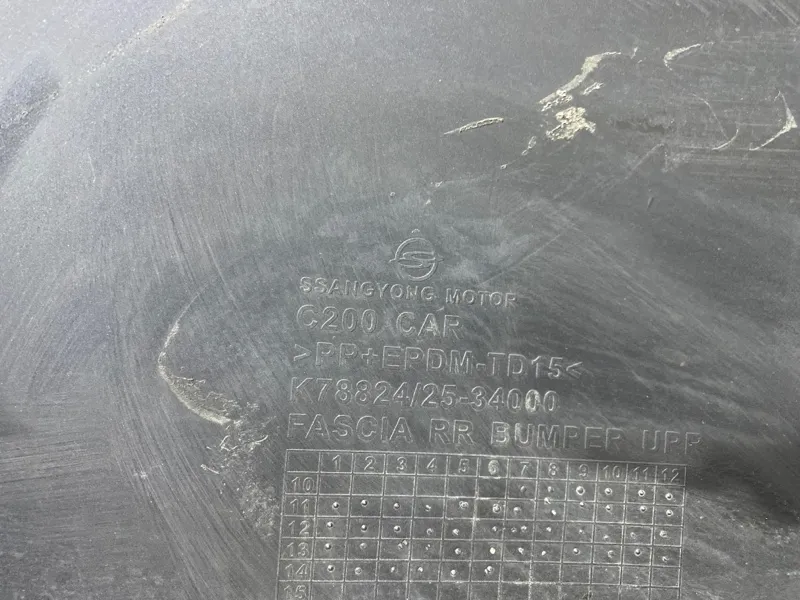 SSANGYONG MOTOR
C200 CAR
>PP+EPDM-TD15<
K78824/25-34000
FASCIA RR BUMPER UPP
1 2 3 4 5 6 7 8 9 10 11 12
10
11
12
13
14
15